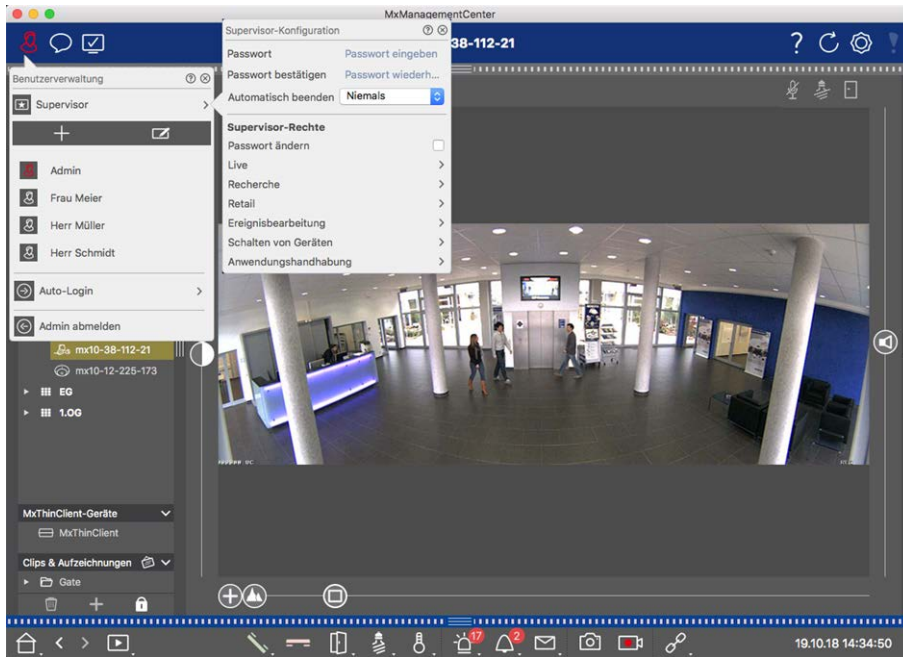 MxManagementCenter
38-112-21
?
Benutzerverwaltung
Supervisor
Admin
Frau Meier
Herr Müller
Herr Schmidt
Auto-Login
Admin abmelden
Supervisor-Konfiguration
Passwort Passwort eingeben
Passwort bestätigen Passwort wiederh...
Automatisch beenden Niemals
Supervisor-Rechte
Passwort ändern
Live
Recherche
Retail
Ereignisbearbeitung
Schalten von Geräten
Anwendungshandhabung
mx10-38-112-21
mx10-12-225-173
EG
1.OG
MxThinClient-Geräte
MxThinClient
Clips & Aufzeichnungen
Gate
17
2
19.10.18 14:34:50